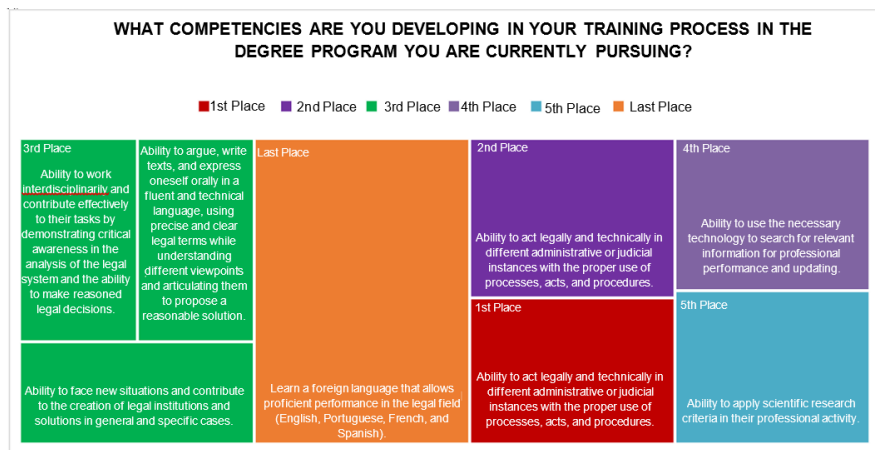 WHAT COMPETENCIES ARE YOU DEVELOPING IN YOUR TRAINING PROCESS IN THE
DEGREE PROGRAM YOU ARE CURRENTLY PURSUING?
1st Place 2nd Place 3rd Place 4th Place 5th Place Last Place
3rd Place
Ability to work
interdisciplinarily and
contribute effectively
to their tasks by
demonstrating critical
awareness in the
analysis of the legal
system and the ability
to make reasoned
legal decisions.
Ability to argue, write
texts, and express
oneself orally in a
fluent and technical
language, using
precise and clear
legal terms while
understanding
different viewpoints
and articulating them
to propose a
reasonable solution.
Ability to face new situations and contribute
to the creation of legal institutions and
solutions in general and specific cases.
Last Place
Learn a foreign language that allows
proficient performance in the legal field
(English, Portuguese, French, and
Spanish).
2nd Place
Ability to act legally and technically in
different administrative or judicial
instances with the proper use of
processes, acts, and procedures.
1st Place
Ability to act legally and technically in
different administrative or judicial
instances with the proper use of
processes, acts, and procedures.
4th Place
Ability to use the necessary
technology to search for relevant
information for professional
performance and updating.
5th Place
Ability to apply scientific research
criteria in their professional activity.